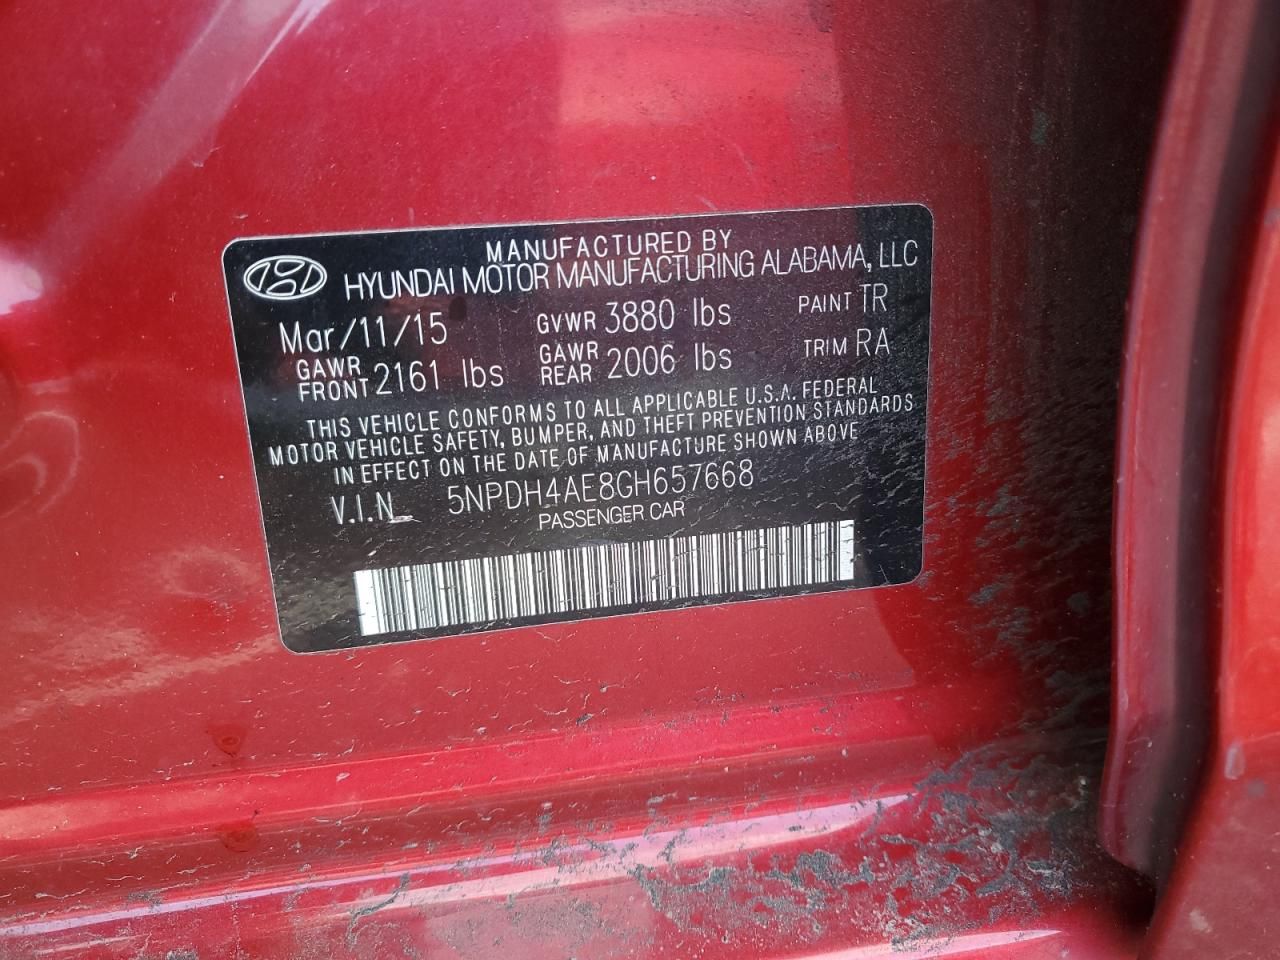 MANUFACTURED BY
HYUNDAI MOTOR MANUFACTURING ALABAMA, LLC
Mar/11/15 GVWR 3880 lbs PAINT TR
GAWR FRONT 2161 lbs GAWR REAR 2006 lbs TRIM RA
THIS VEHICLE CONFORMS TO ALL APPLICABLE U.S.A. FEDERAL
MOTOR VEHICLE SAFETY, BUMPER, AND THEFT PREVENTION STANDARDS
IN EFFECT ON THE DATE OF MANUFACTURE SHOWN ABOVE
V.I.N 5NPDH4AE8GH657668
PASSENGER CAR